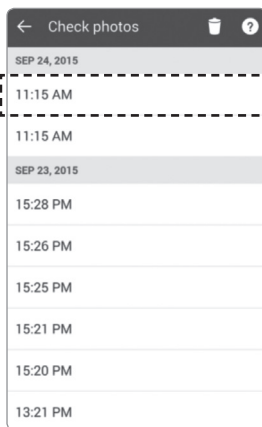 Check photos
?
SEP 24, 2015
11:15 AM
11:15 AM
SEP 23, 2015
15:28 PM
15:26 PM
15:25 PM
15:21 PM
15:20 PM
13:21 PM